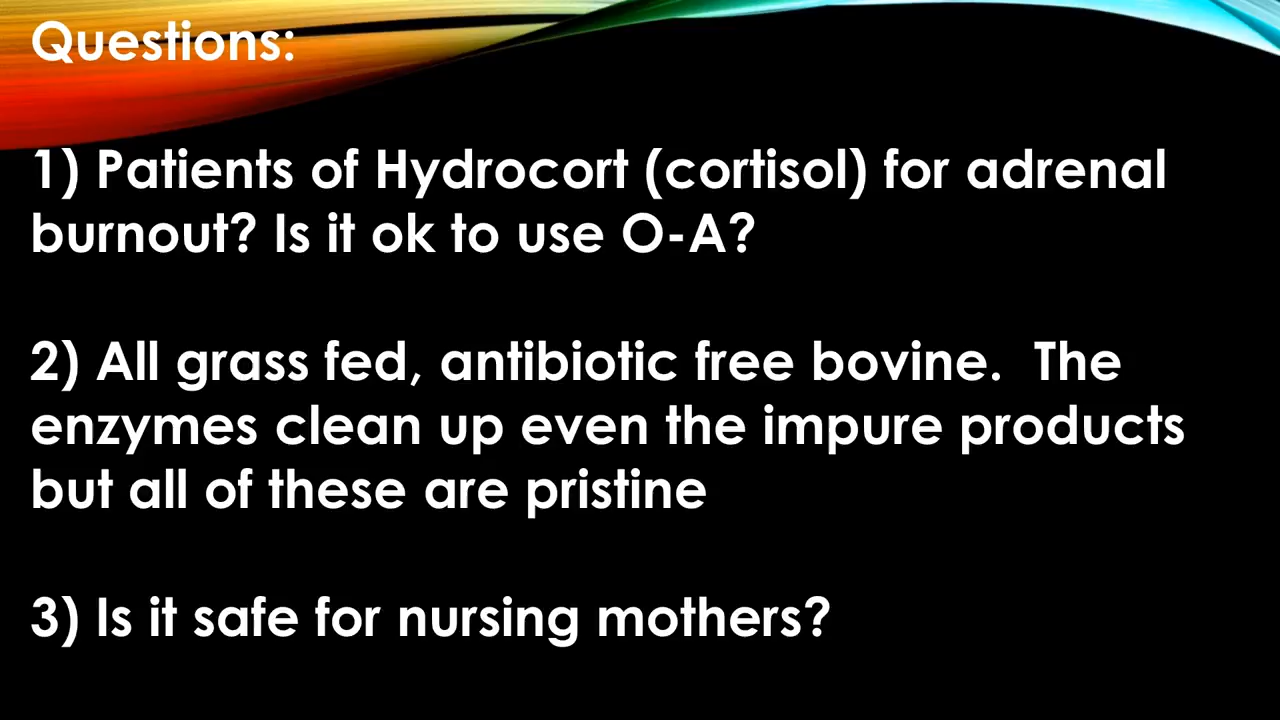 Questions:
1) Patients of Hydrocort (cortisol) for adrenal
burnout? Is it ok to use O-A?
2) All grass fed, antibiotic free bovine.  The
enzymes clean up even the impure products
but all of these are pristine
3) Is it safe for nursing mothers?